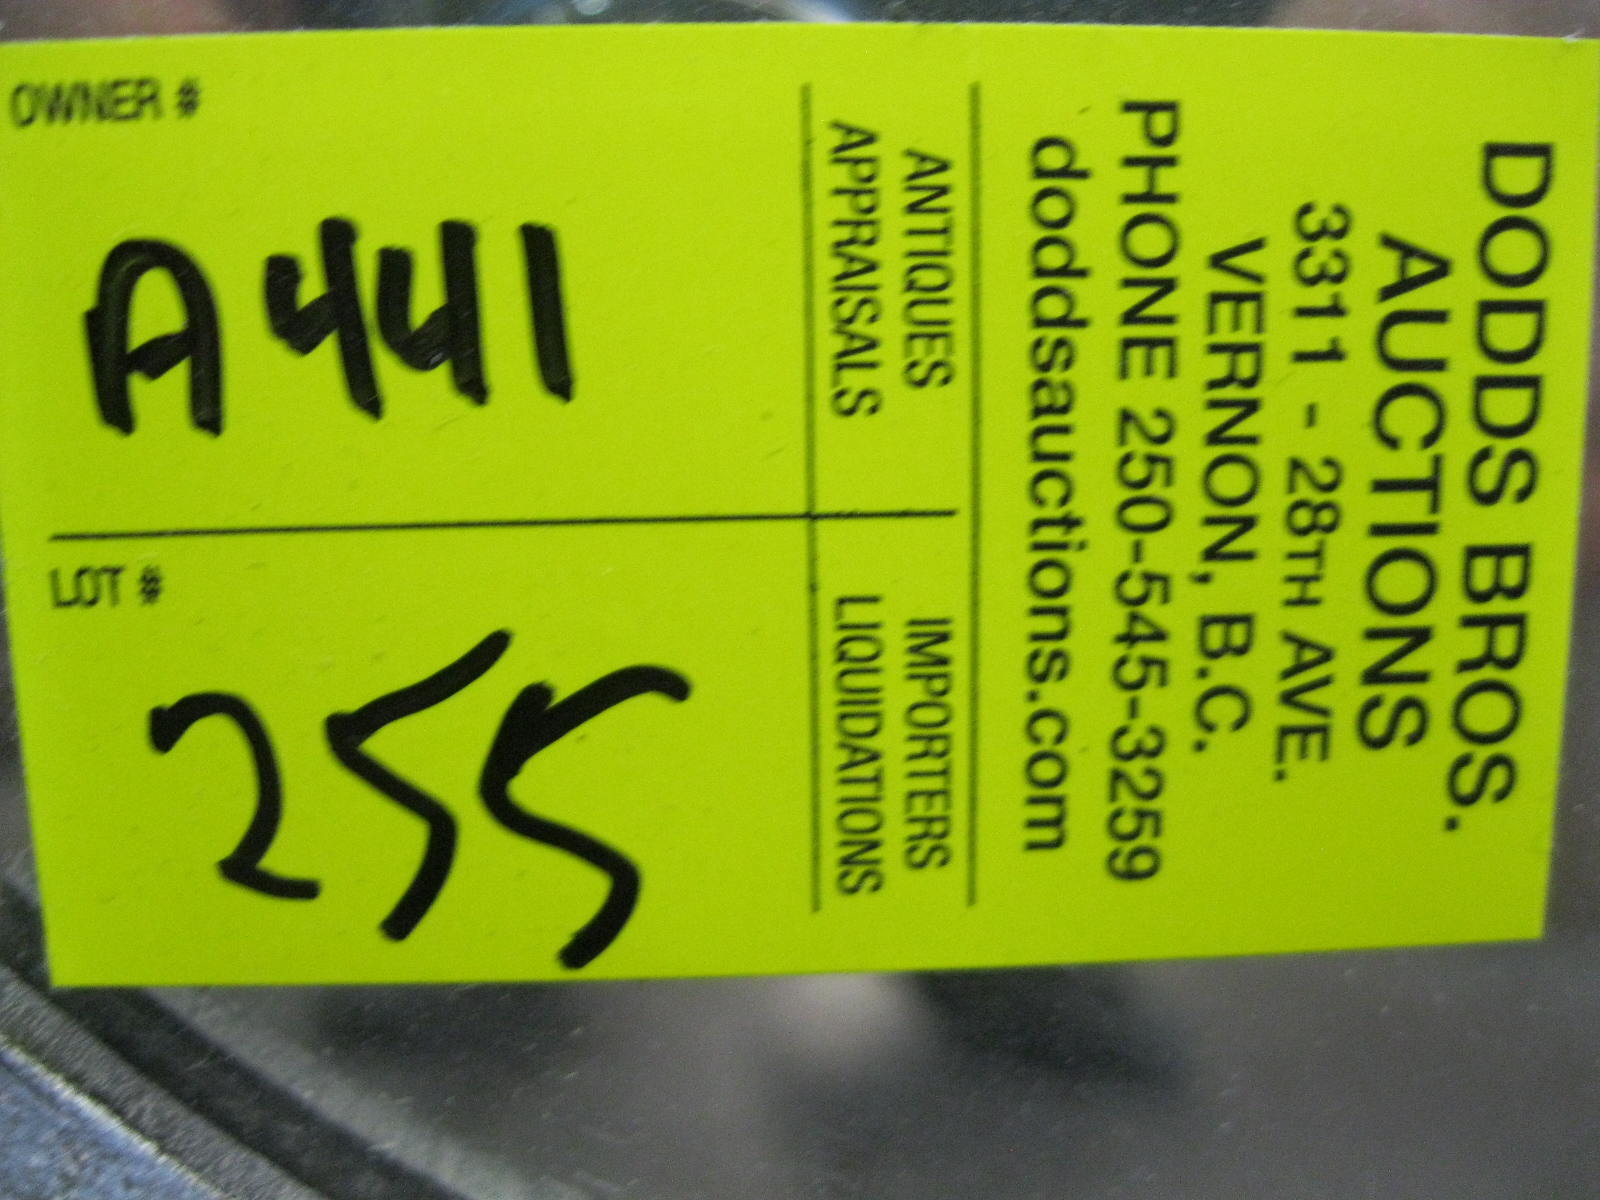 DODDS BROS.
AUCTIONS
3311 - 28TH AVE.
VERNON, B.C.
PHONE 250-545-3259
doddsauctions.com
ANTIQUES IMPORTERS
APPRAISALS LIQUIDATIONS
OWNER #
A441
LOT #
255